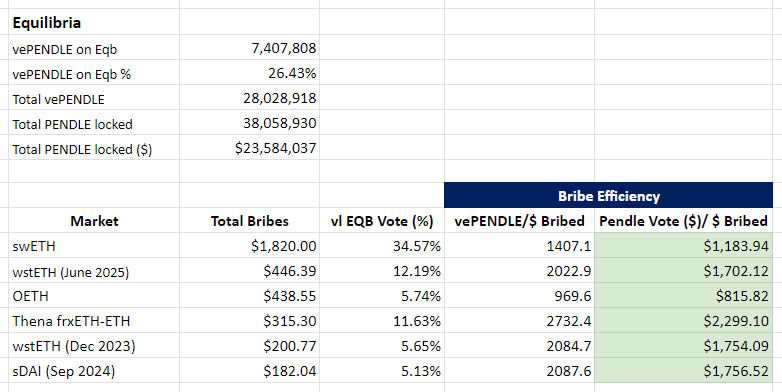 Equilibria
vePENDLE on Eqb 7,407,808
vePENDLE on Eqb % 26.43%
Total vePENDLE 28,028,918
Total PENDLE locked 38,058,930
Total PENDLE locked ($) $23,584,037
Bribe Efficiency
Market Total Bribes vl EQB Vote (%) vePENDLE/$ Bribed Pendle Vote ($)/ $ Bribed
swETH $1,820.00 34.57% 1407.1 $1,183.94
wstETH (June 2025) $446.39 12.19% 2022.9 $1,702.12
OETH $438.55 5.74% 969.6 $815.82
Thena frxETH-ETH $315.30 11.63% 2732.4 $2,299.10
wstETH (Dec 2023) $200.77 5.65% 2084.7 $1,754.09
sDAI (Sep 2024) $182.04 5.13% 2087.6 $1,756.52